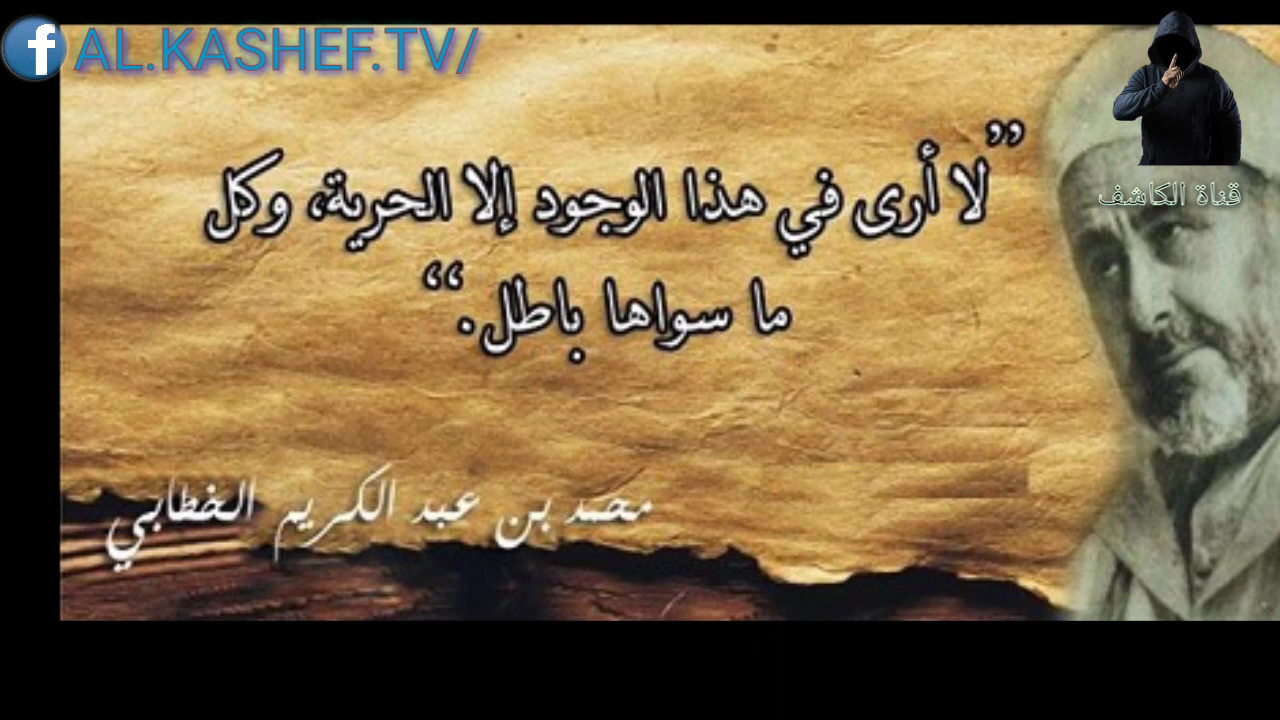 AL.KASHEF.TV/
قناة الكاشف
”لا أرى في هذا الوجود إلا الحرية، وكل
ما سواها باطل.“
محمد بن عبد الكريم الخطابي